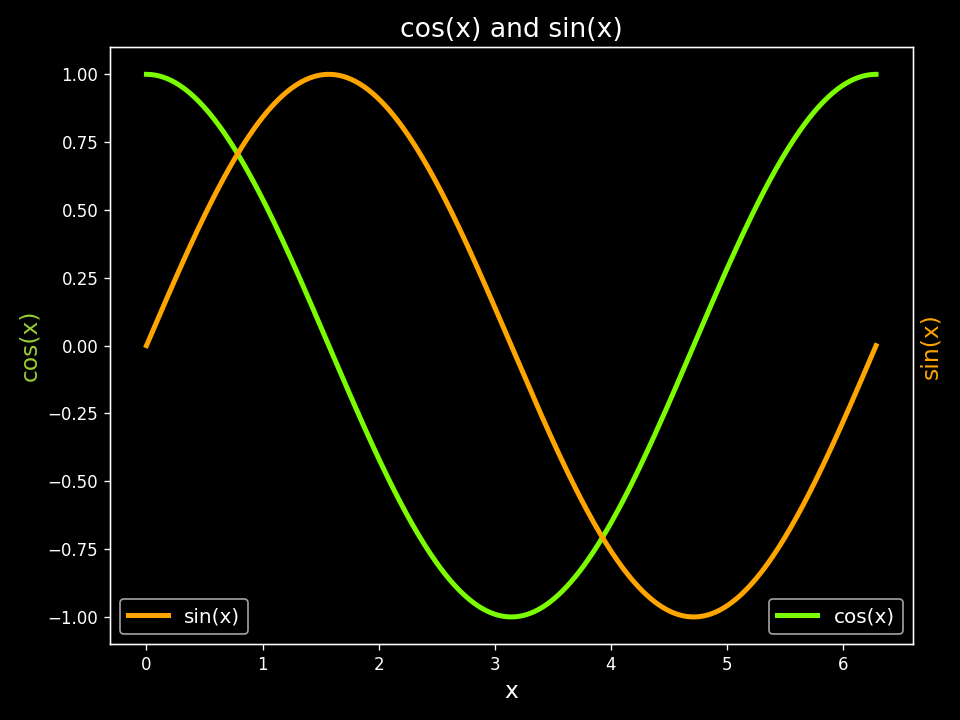 cos(x) and sin(x)
1.00
0.75
0.50
0.25
0.00
−0.25
−0.50
−0.75
−1.00
cos(x)
sin(x)
sin(x)
cos(x)
0 1 2 3 4 5 6
x